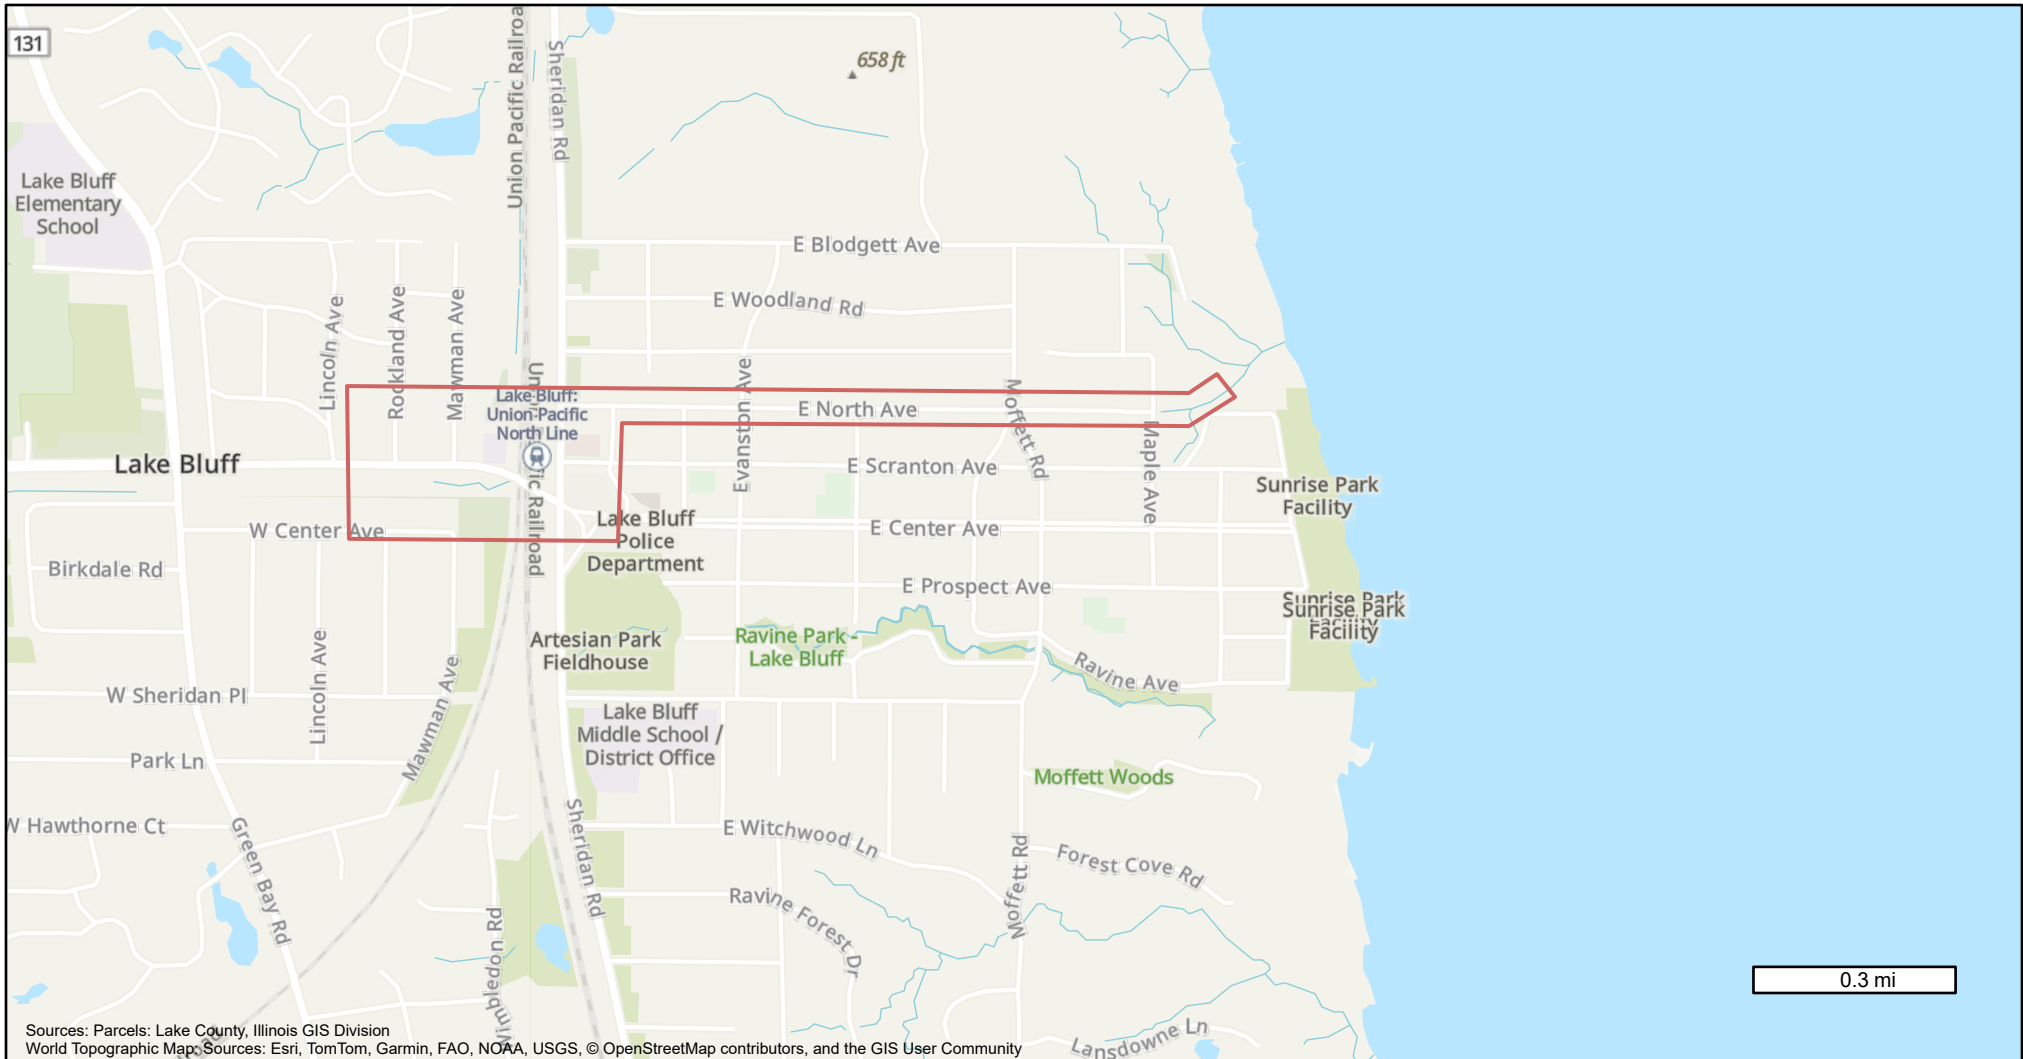 131
Union Pacific Railroa
Sheridan Rd
658 ft
Lake Bluff
Elementary
School
E Blodgett Ave
E Woodland Rd
Lincoln Ave
Rockland Ave
Mawman Ave
Evanston Ave
Moffett Rd
Maple Ave
Lake Bluff:
Union Pacific
North Line
E North Ave
Lake Bluff
E Scranton Ave
Sunrise Park
Facility
W Center Ave
Lake Bluff
Police
Department
E Center Ave
Birkdale Rd
E Prospect Ave
Sunrise Park
Sunrise Park
Facility
Facility
Artesian Park
Fieldhouse
Ravine Park -
Lake Bluff
Ravine Ave
W Sheridan Pl
Lincoln Ave
Mawman Ave
Lake Bluff
Middle School /
District Office
Park Ln
Moffett Woods
W Hawthorne Ct
Green Bay Rd
Sheridan Rd
E Witchwood Ln
Moffett Rd
Forest Cove Rd
Ravine Forest Dr
Wimbledon Rd
0.3 mi
Lansdowne Ln
Sources: Parcels: Lake County, Illinois GIS Division
World Topographic Map: Sources: Esri, TomTom, Garmin, FAO, NOAA, USGS, © OpenStreetMap contributors, and the GIS User Community